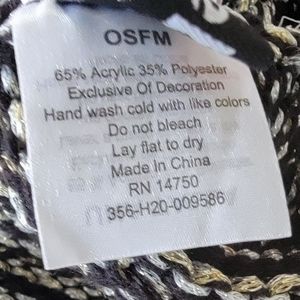 OSFM
65% Acrylic 35% Polyester
Exclusive Of Decoration
Hand wash cold with like colors
Do not bleach
Lay flat to dry
Made In China
RN 14750
356-H20-009586